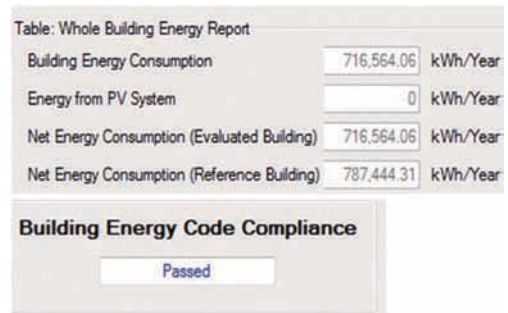 Table: Whole Building Energy Report
Building Energy Consumption 716,564.06 kWh/Year
Energy from PV System 0 kWh/Year
Net Energy Consumption (Evaluated Building) 716,564.06 kWh/Year
Net Energy Consumption (Reference Building) 787,444.31 kWh/Year
Building Energy Code Compliance
Passed